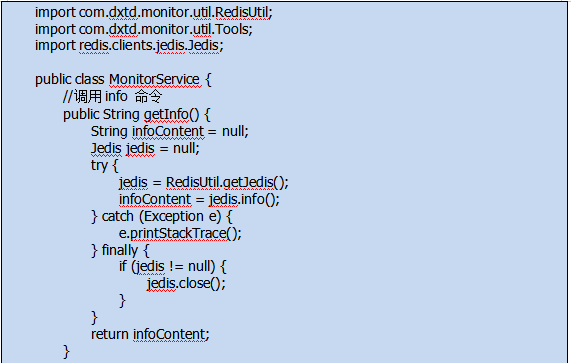 import com.dxtd.monitor.util.RedisUtil;
import com.dxtd.monitor.util.Tools;
import redis.clients.jedis.Jedis;
public class MonitorService {
//调用 info 命令
public String getInfo() {
String infoContent = null;
Jedis jedis = null;
try {
jedis = RedisUtil.getJedis();
infoContent = jedis.info();
} catch (Exception e) {
e.printStackTrace();
} finally {
if (jedis != null) {
jedis.close();
}
}
return infoContent;
}